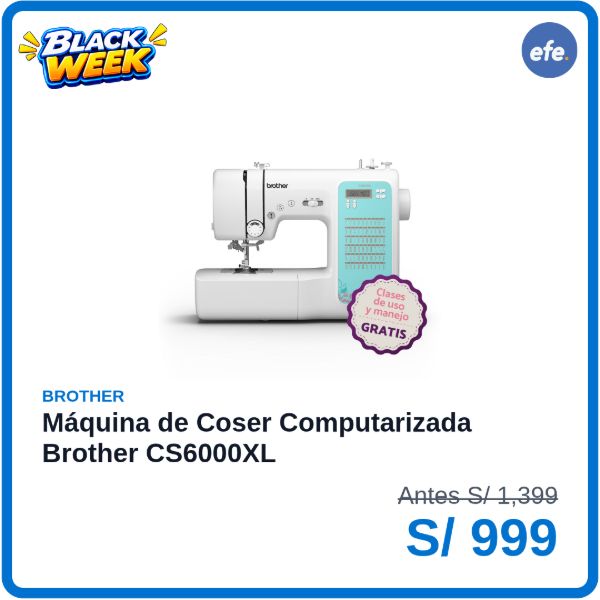 BLACK
WEEK
efe.
brother
Clases
de uso
y manejo
GRATIS
BROTHER
Máquina de Coser Computarizada
Brother CS6000XL
Antes S/ 1,399
S/ 999